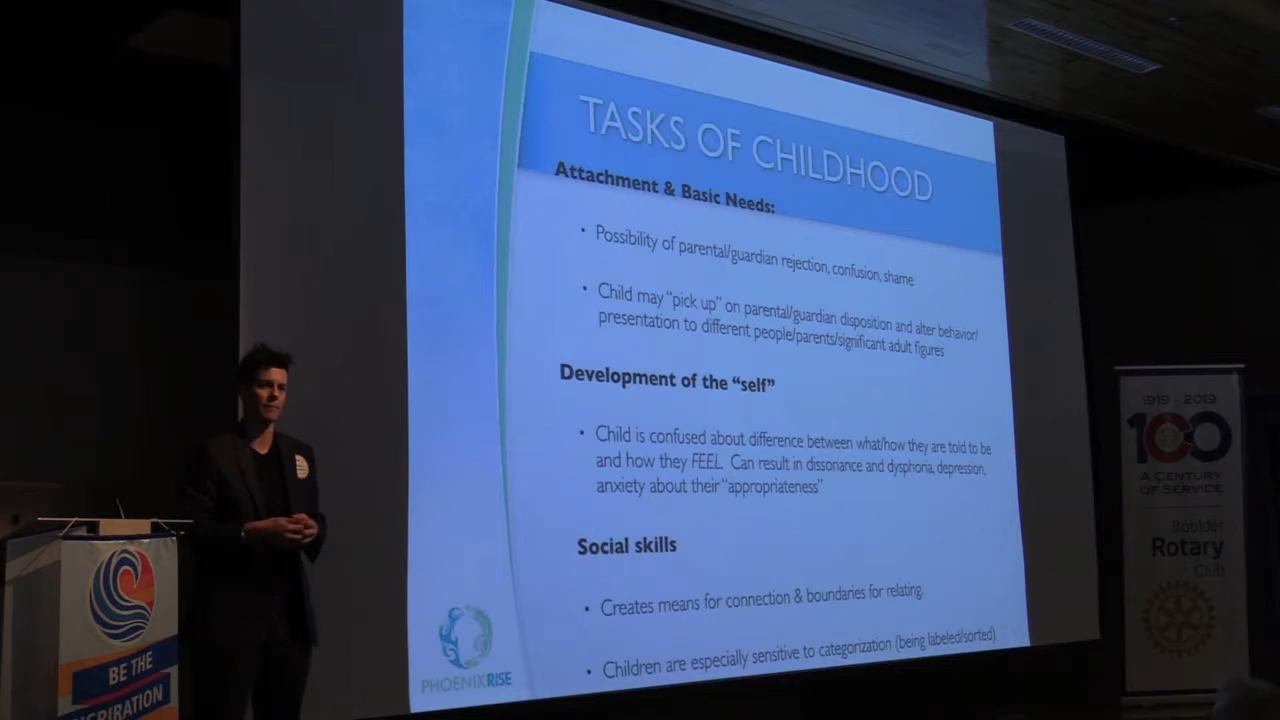 TASKS OF CHILDHOOD
Attachment & Basic Needs:
• Possibility of parental/guardian rejection, confusion, shame
• Child may “pick up” on parental/guardian disposition and alter behavior/
presentation to different people/parents/significant adult figures
Development of the “self”
• Child is confused about difference between what/how they are told to be
and how they FEEL. Can result in dissonance and dysphoria, depression,
anxiety about their “appropriateness”
Social skills
• Creates means for connection & boundaries for relating.
• Children are especially sensitive to categorization (being labeled/sorted)
PHOENIXRISE
BE THE
INSPIRATION
1919 - 2019
100
A CENTURY
OF SERVICE
Boulder
Rotary
Club